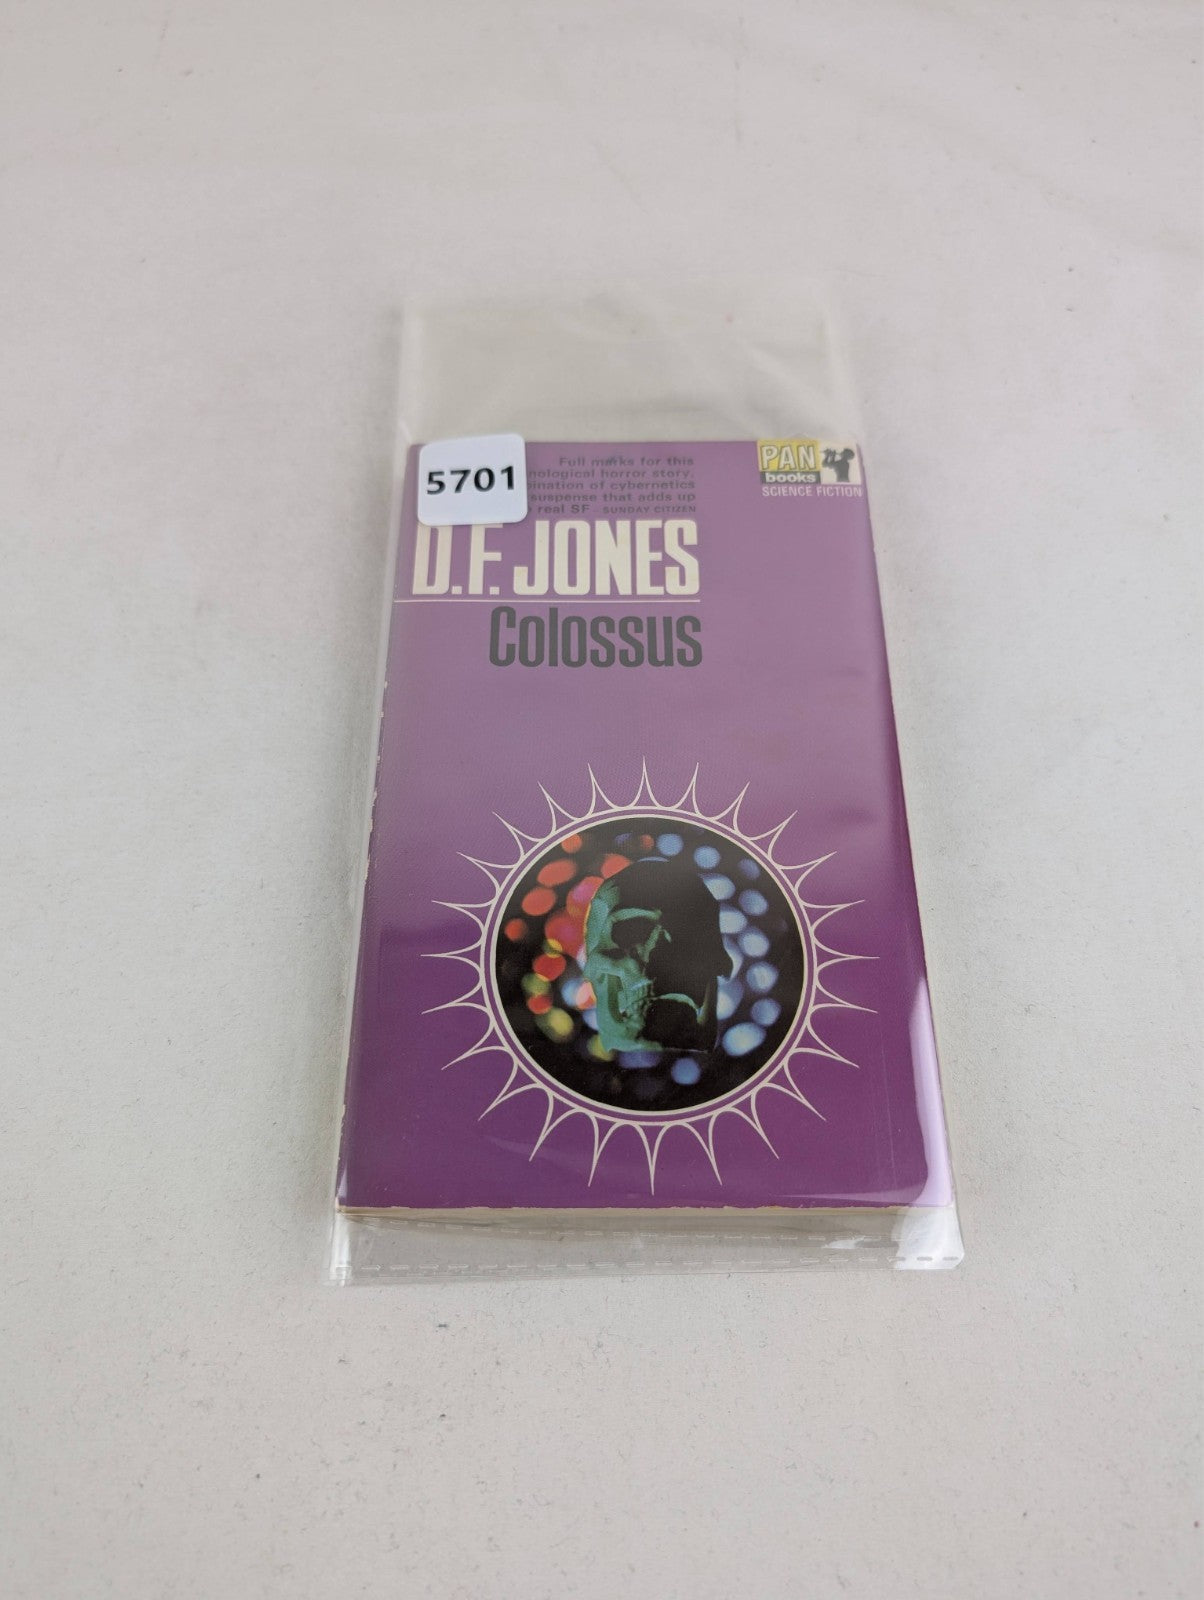 5701
Full marks for this
nological horror story,
bination of cybernetics
suspense that adds up
real SF - SUNDAY CITIZEN
PAN
books
SCIENCE FICTION
D.F. JONES
Colossus